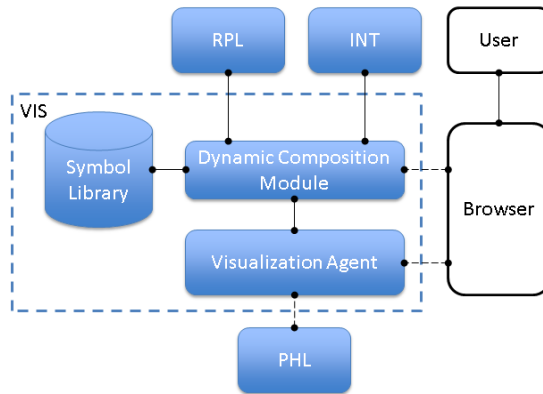 RPL
INT
User
VIS
Symbol
Library
Dynamic Composition
Module
Browser
Visualization Agent
PHL